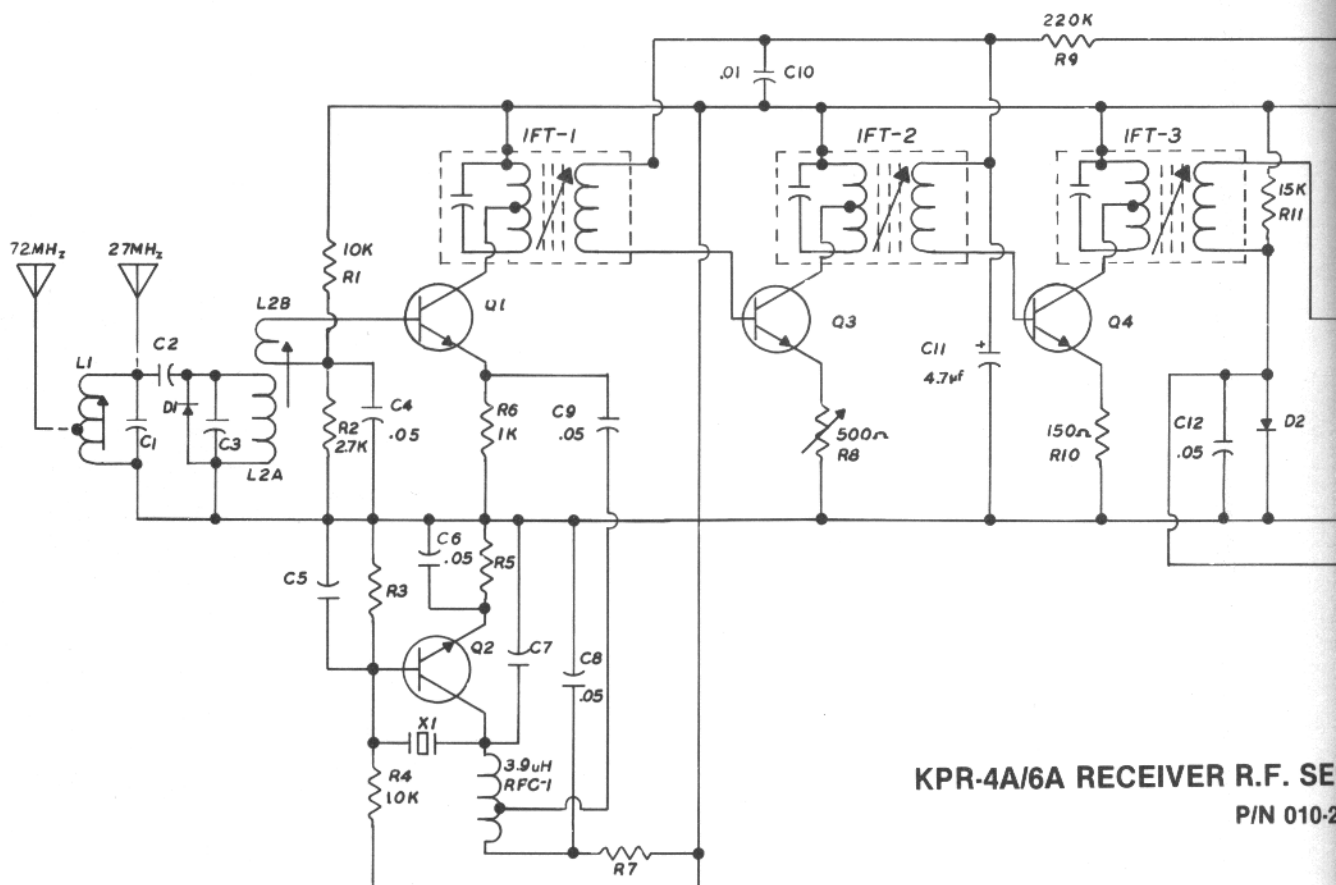 220K
R9
.01
C10
IFT-1
IFT-2
IFT-3
72MHz
27MHz
10K
R1
L2B
Q1
Q3
Q4
15K
R11
L1
C2
D1
C1
C3
L2A
R2
2.7K
C4
.05
R6
1K
C9
.05
500Ω
R8
C11
+
4.7µf
150Ω
R10
C12
.05
D2
C5
R3
C6
.05
R5
Q2
C7
C8
.05
X1
R4
10K
3.9uH
RFC-1
R7
KPR-4A/6A RECEIVER R.F. SE
P/N 010-2